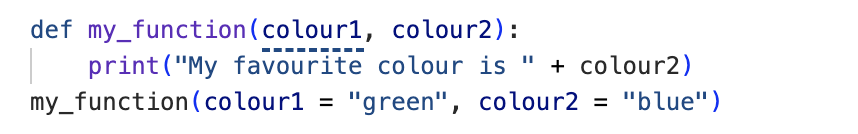 def my_function(colour1, colour2):
    print("My favourite colour is " + colour2)
my_function(colour1 = "green", colour2 = "blue")